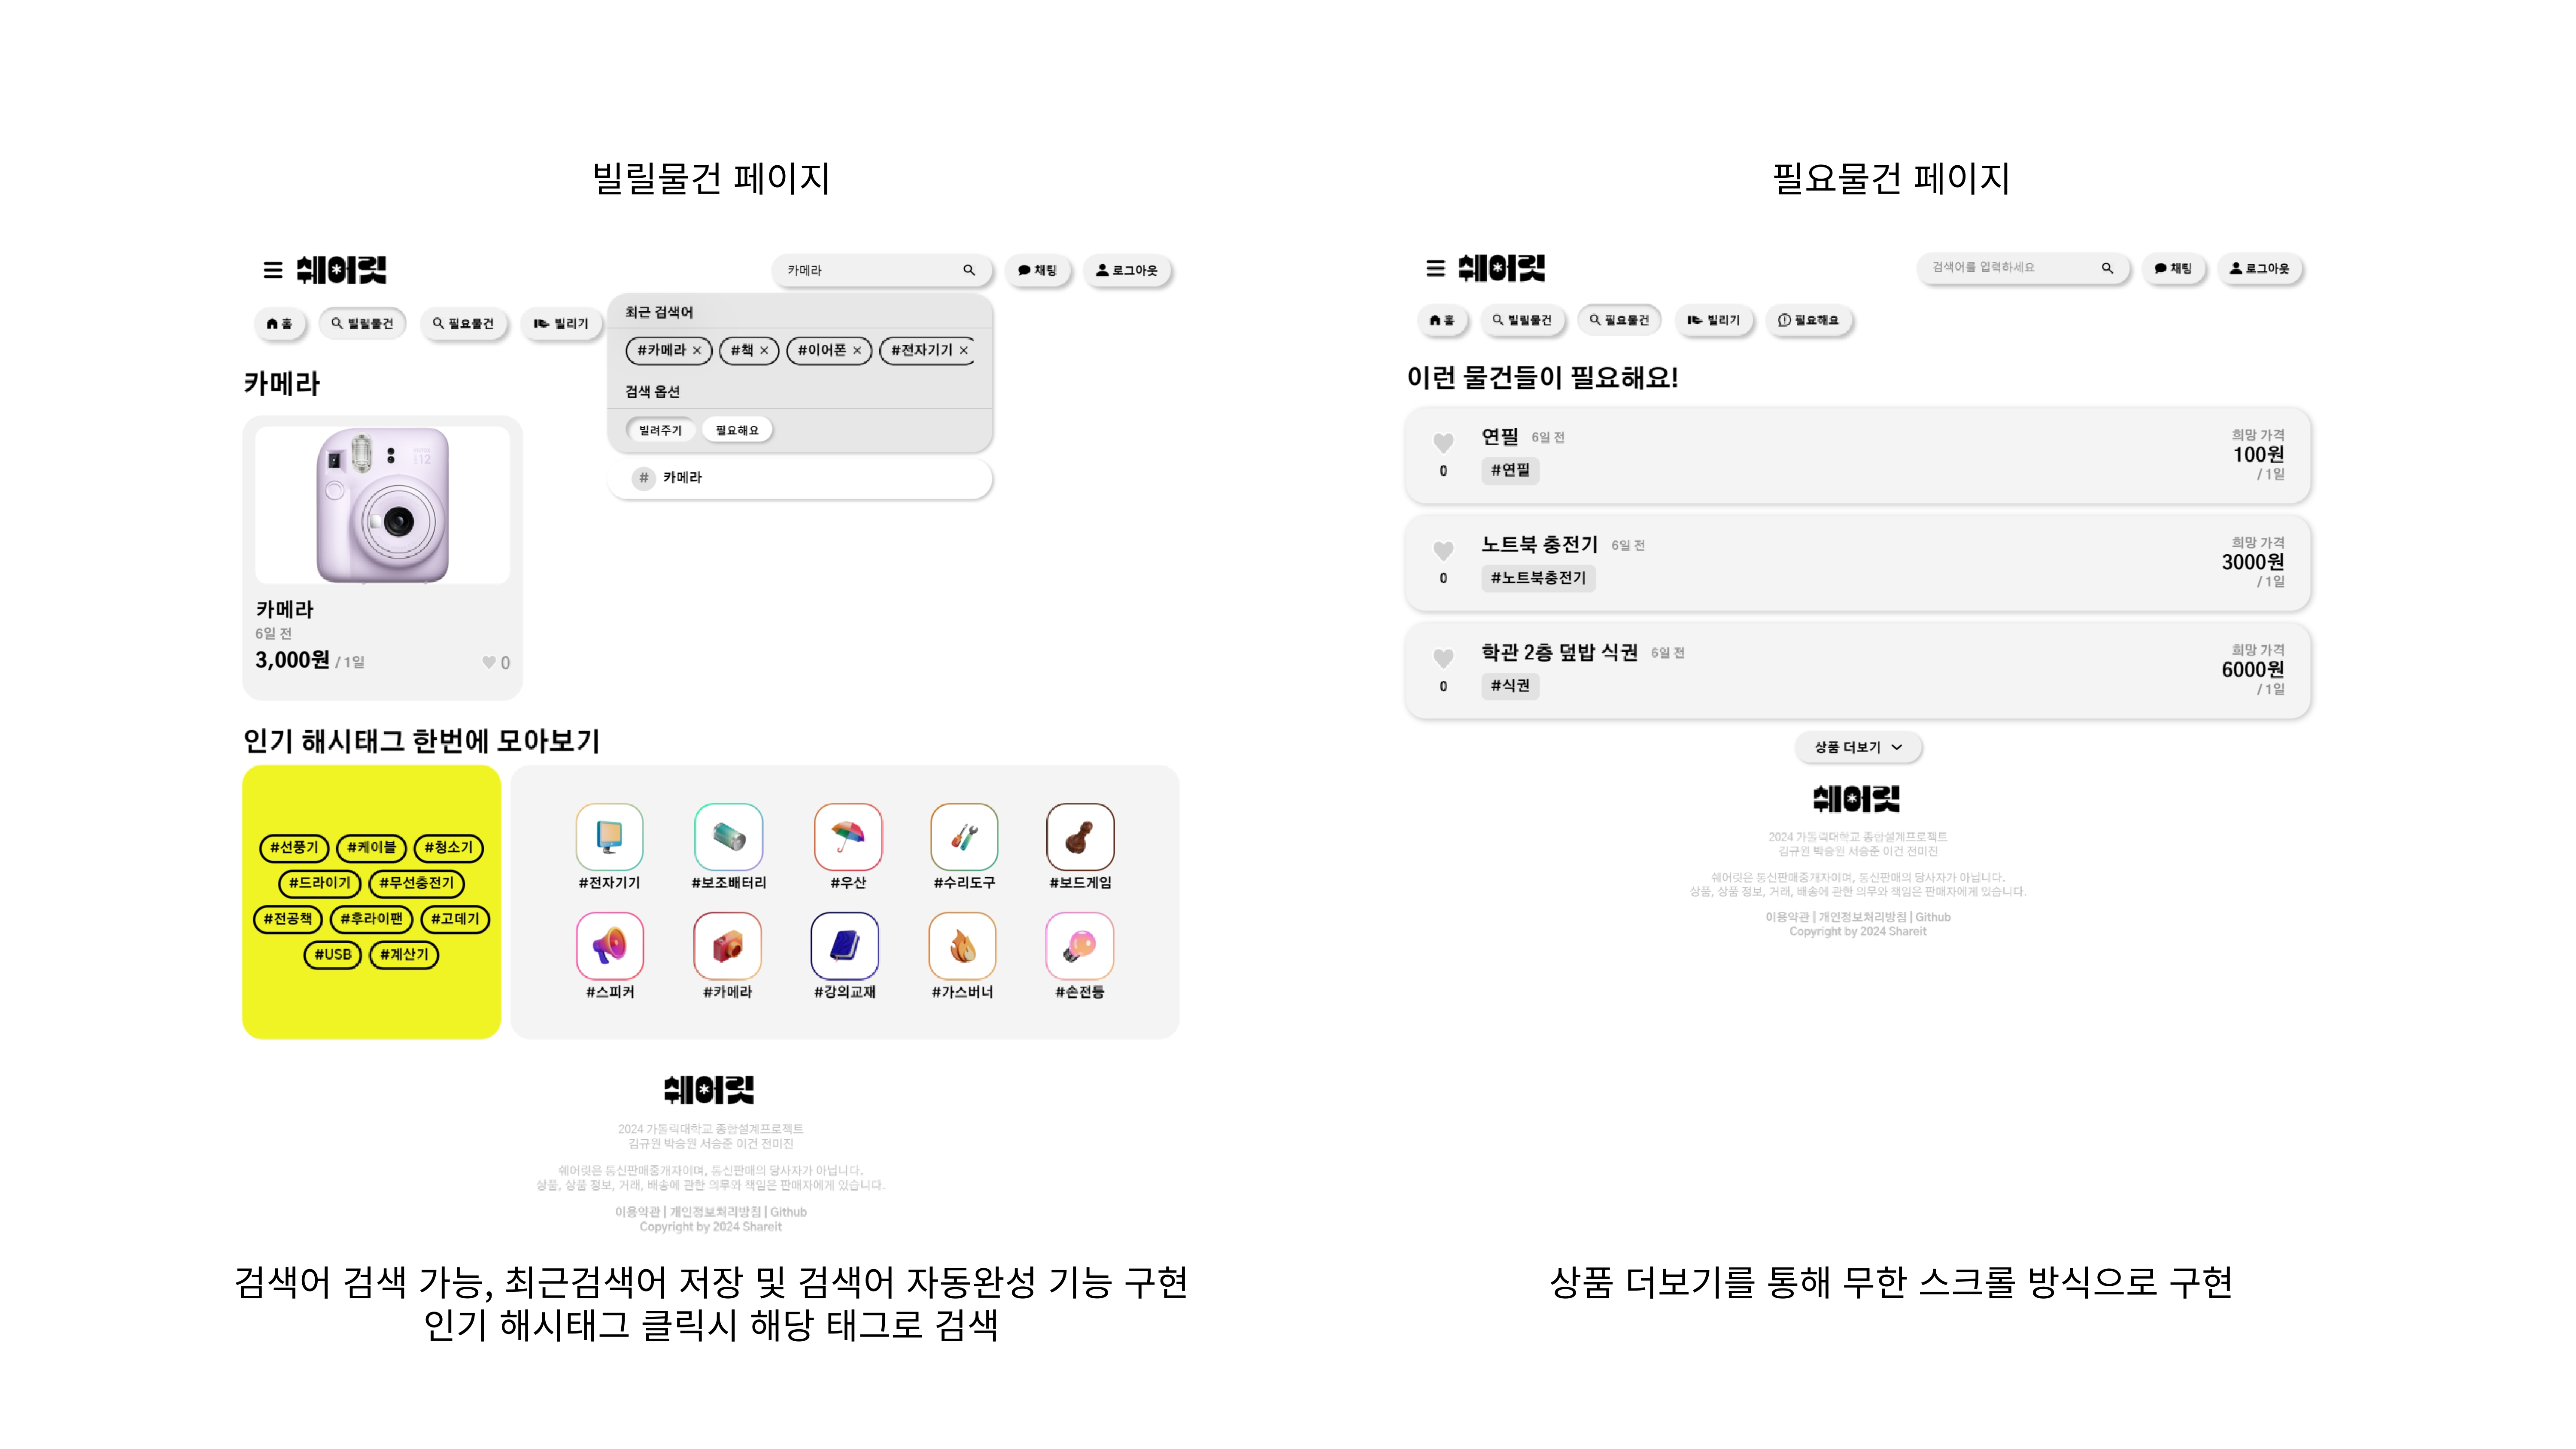 빌릴물건 페이지
쉐어릿
카메라
채팅
로그아웃
홈
빌릴물건
필요물건
빌리기
최근 검색어
#카메라 × #책 × #이어폰 × #전자기기 ×
검색 옵션
빌려주기 필요해요
# 카메라
카메라
i12
카메라
6일 전
3,000원 / 1일 0
인기 해시태그 한번에 모아보기
#선풍기 #케이블 #청소기
#드라이기 #무선충전기
#전공책 #후라이팬 #고데기
#USB #계산기
#전자기기 #보조배터리 #우산 #수리도구 #보드게임
#스피커 #카메라 #강의교재 #가스버너 #손전등
쉐어릿
2024 가톨릭대학교 종합설계프로젝트
김규원 박승원 서승준 이건 전미진
쉐어릿은 통신판매중개자이며, 통신판매의 당사자가 아닙니다.
상품, 상품 정보, 거래, 배송에 관한 의무와 책임은 판매자에게 있습니다.
이용약관 | 개인정보처리방침 | Github
Copyright by 2024 Shareit
검색어 검색 가능, 최근검색어 저장 및 검색어 자동완성 기능 구현
인기 해시태그 클릭시 해당 태그로 검색
필요물건 페이지
쉐어릿
검색어를 입력하세요
채팅
로그아웃
홈
빌릴물건
필요물건
빌리기
필요해요
이런 물건들이 필요해요!
연필 6일 전
#연필
0
희망 가격
100원
/ 1일
노트북 충전기 6일 전
#노트북충전기
0
희망 가격
3000원
/ 1일
학관 2층 덮밥 식권 6일 전
#식권
0
희망 가격
6000원
/ 1일
상품 더보기
쉐어릿
2024 가톨릭대학교 종합설계프로젝트
김규원 박승원 서승준 이건 전미진
쉐어릿은 통신판매중개자이며, 통신판매의 당사자가 아닙니다.
상품, 상품 정보, 거래, 배송에 관한 의무와 책임은 판매자에게 있습니다.
이용약관 | 개인정보처리방침 | Github
Copyright by 2024 Shareit
상품 더보기를 통해 무한 스크롤 방식으로 구현